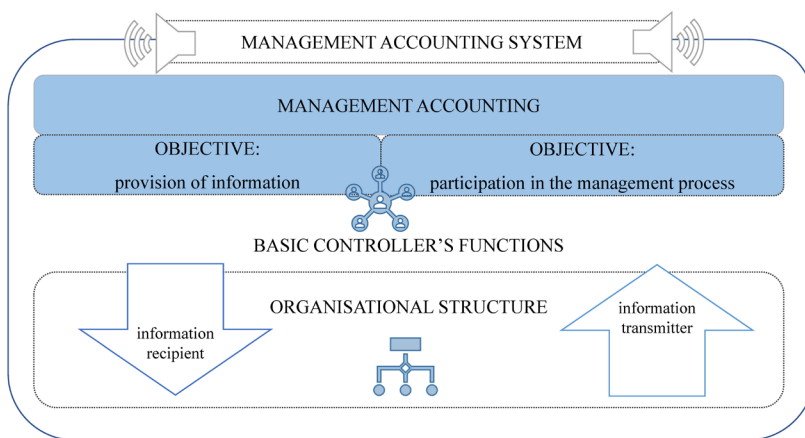 MANAGEMENT ACCOUNTING SYSTEM
MANAGEMENT ACCOUNTING
OBJECTIVE:
provision of information
OBJECTIVE:
participation in the management process
BASIC CONTROLLER'S FUNCTIONS
ORGANISATIONAL STRUCTURE
information
recipient
information
transmitter